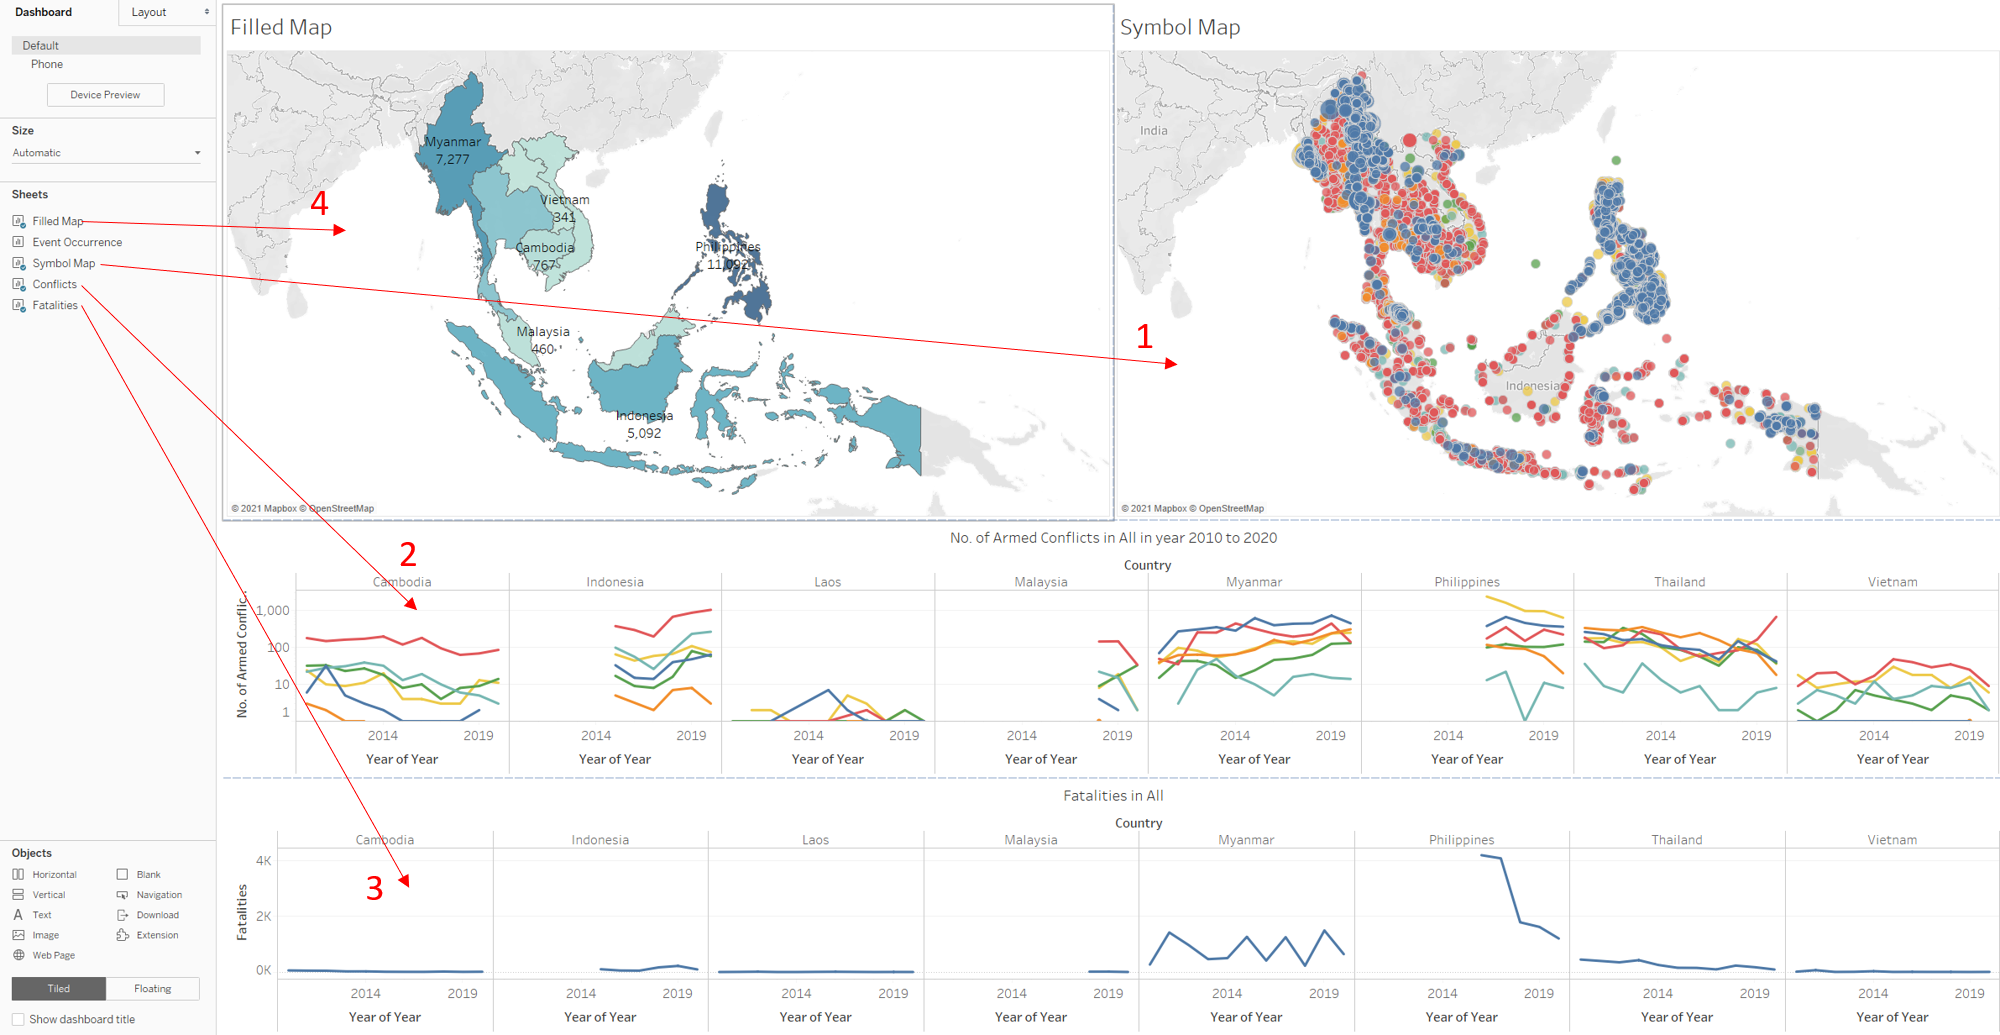 Dashboard
Layout
Default
Phone
Device Preview
Size
Automatic
Sheets
Filled Map
Event Occurrence
Symbol Map
Conflicts
Fatalities
Objects
Horizontal
Blank
Vertical
Navigation
Text
Download
Image
Extension
Web Page
Tiled
Floating
Show dashboard title
Filled Map
Myanmar
7,277
Vietnam
341
Cambodia
767
Philippines
11,092
Malaysia
460
Indonesia
5,092
4
© 2021 Mapbox © OpenStreetMap
Symbol Map
India
Indonesia
1
© 2021 Mapbox © OpenStreetMap
No. of Armed Conflicts in All in year 2010 to 2020
2
Country
Cambodia
Indonesia
Laos
Malaysia
Myanmar
Philippines
Thailand
Vietnam
No. of Armed Conflic..
1,000
100
10
1
2014
2019
2014
2019
2014
2019
2014
2019
2014
2019
2014
2019
2014
2019
2014
2019
Year of Year
Year of Year
Year of Year
Year of Year
Year of Year
Year of Year
Year of Year
Year of Year
Fatalities in All
Country
Cambodia
Indonesia
Laos
Malaysia
Myanmar
Philippines
Thailand
Vietnam
3
Fatalities
4K
2K
0K
2014
2019
2014
2019
2014
2019
2014
2019
2014
2019
2014
2019
2014
2019
2014
2019
Year of Year
Year of Year
Year of Year
Year of Year
Year of Year
Year of Year
Year of Year
Year of Year